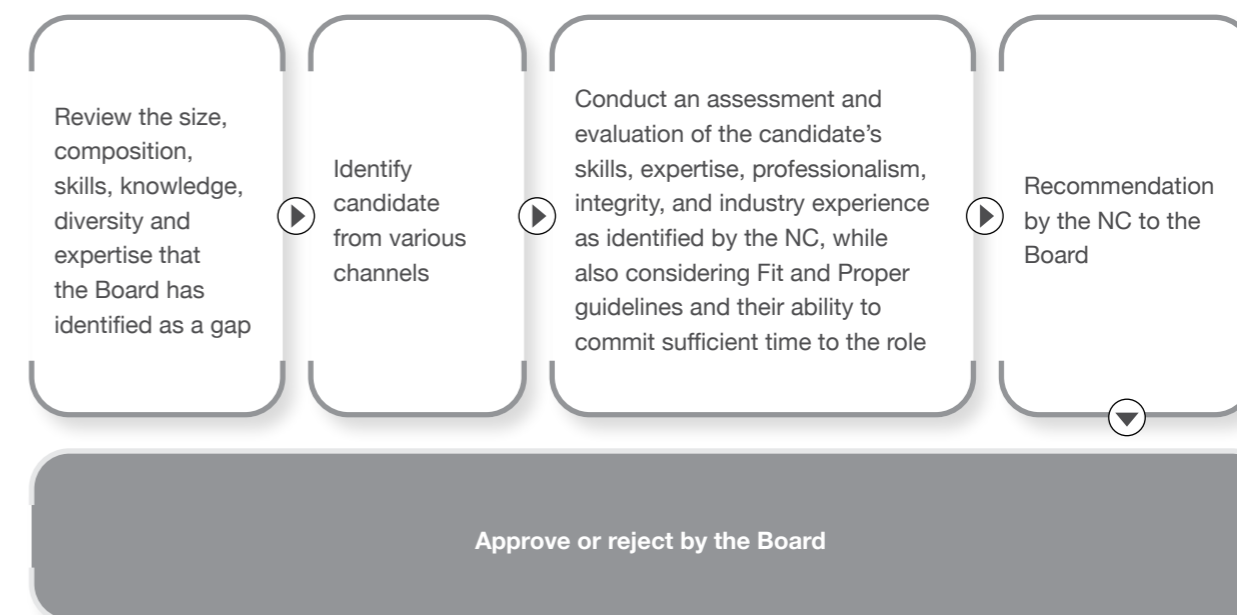 Review the size,
composition,
skills, knowledge,
diversity and
expertise that
the Board has
identified as a gap
Identify
candidate
from various
channels
Conduct an assessment and
evaluation of the candidate’s
skills, expertise, professionalism,
integrity, and industry experience
as identified by the NC, while
also considering Fit and Proper
guidelines and their ability to
commit sufficient time to the role
Recommendation
by the NC to the
Board
Approve or reject by the Board